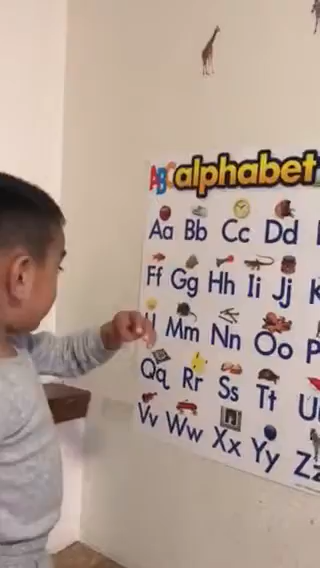 ABC alphabet
Aa Bb Cc Dd
Ff Gg Hh Ii Jj K
Mm Nn Oo P
Qq Rr Ss Tt U
Vv Ww Xx Yy Zz